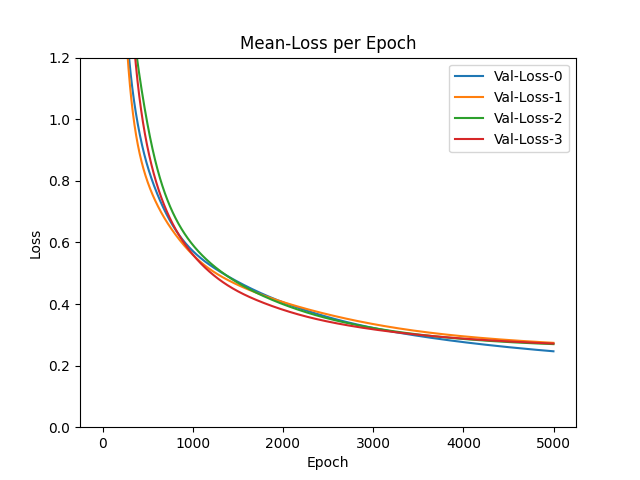 Mean-Loss per Epoch
Val-Loss-0
Val-Loss-1
Val-Loss-2
Val-Loss-3
Loss
1.2
1.0
0.8
0.6
0.4
0.2
0.0
0 1000 2000 3000 4000 5000
Epoch